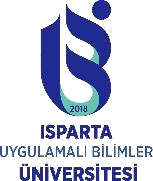 2018
ISPARTA
UYGULAMALI BİLİMLER
ÜNİVERSİTESİ